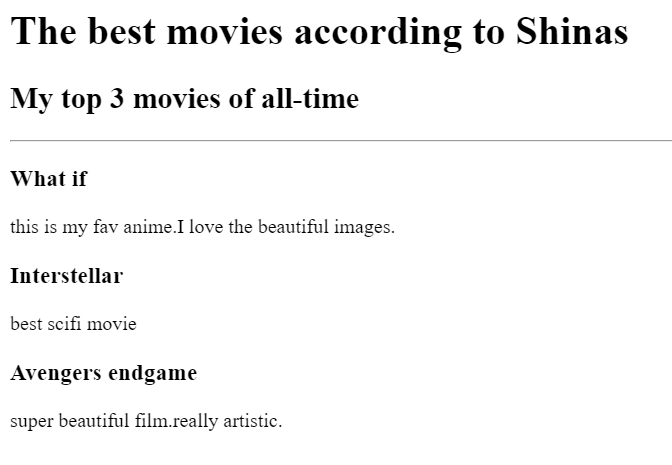 The best movies according to Shinas
My top 3 movies of all-time
What if
this is my fav anime.I love the beautiful images.
Interstellar
best scifi movie
Avengers endgame
super beautiful film.really artistic.